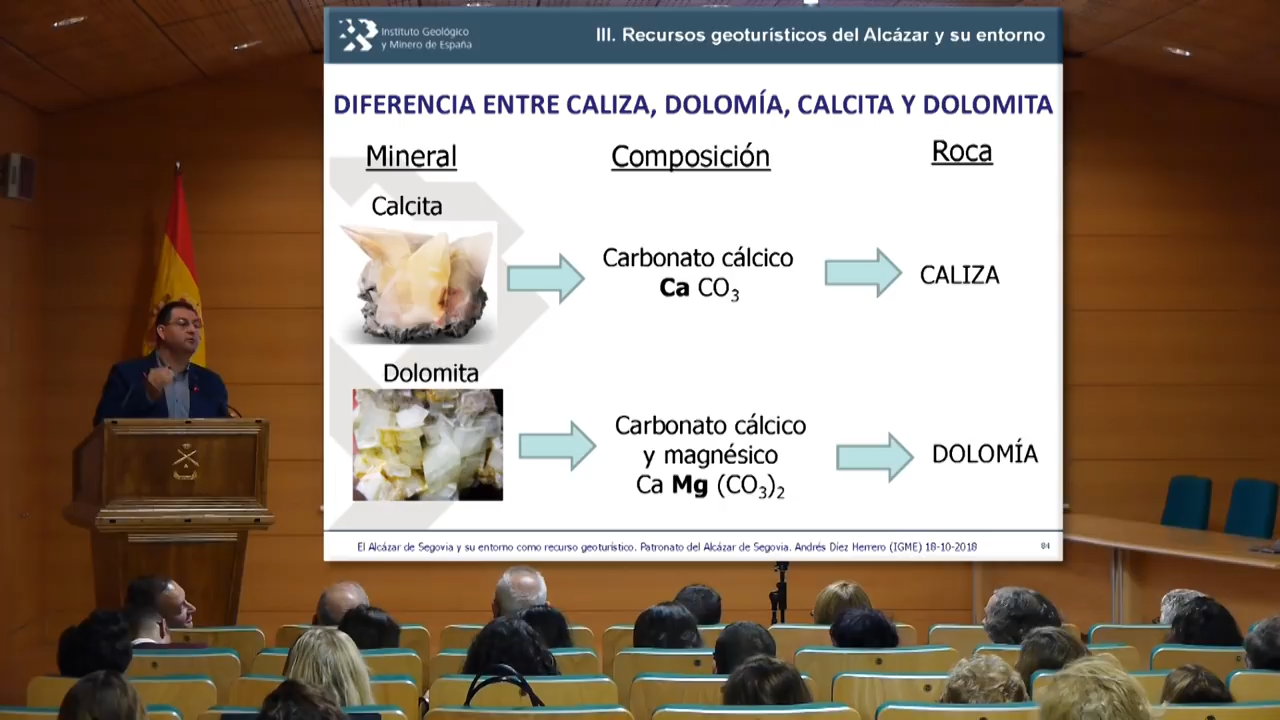 Instituto Geológico
y Minero de España
III. Recursos geoturísticos del Alcázar y su entorno
DIFERENCIA ENTRE CALIZA, DOLOMÍA, CALCITA Y DOLOMITA
Mineral
Composición
Roca
Calcita
Carbonato cálcico
Ca CO₃
CALIZA
Dolomita
Carbonato cálcico
y magnésico
Ca Mg (CO₃)₂
DOLOMÍA
El Alcázar de Segovia y su entorno como recurso geoturístico. Patronato del Alcázar de Segovia. Andrés Díez Herrero (IGME) 18-10-2018
84